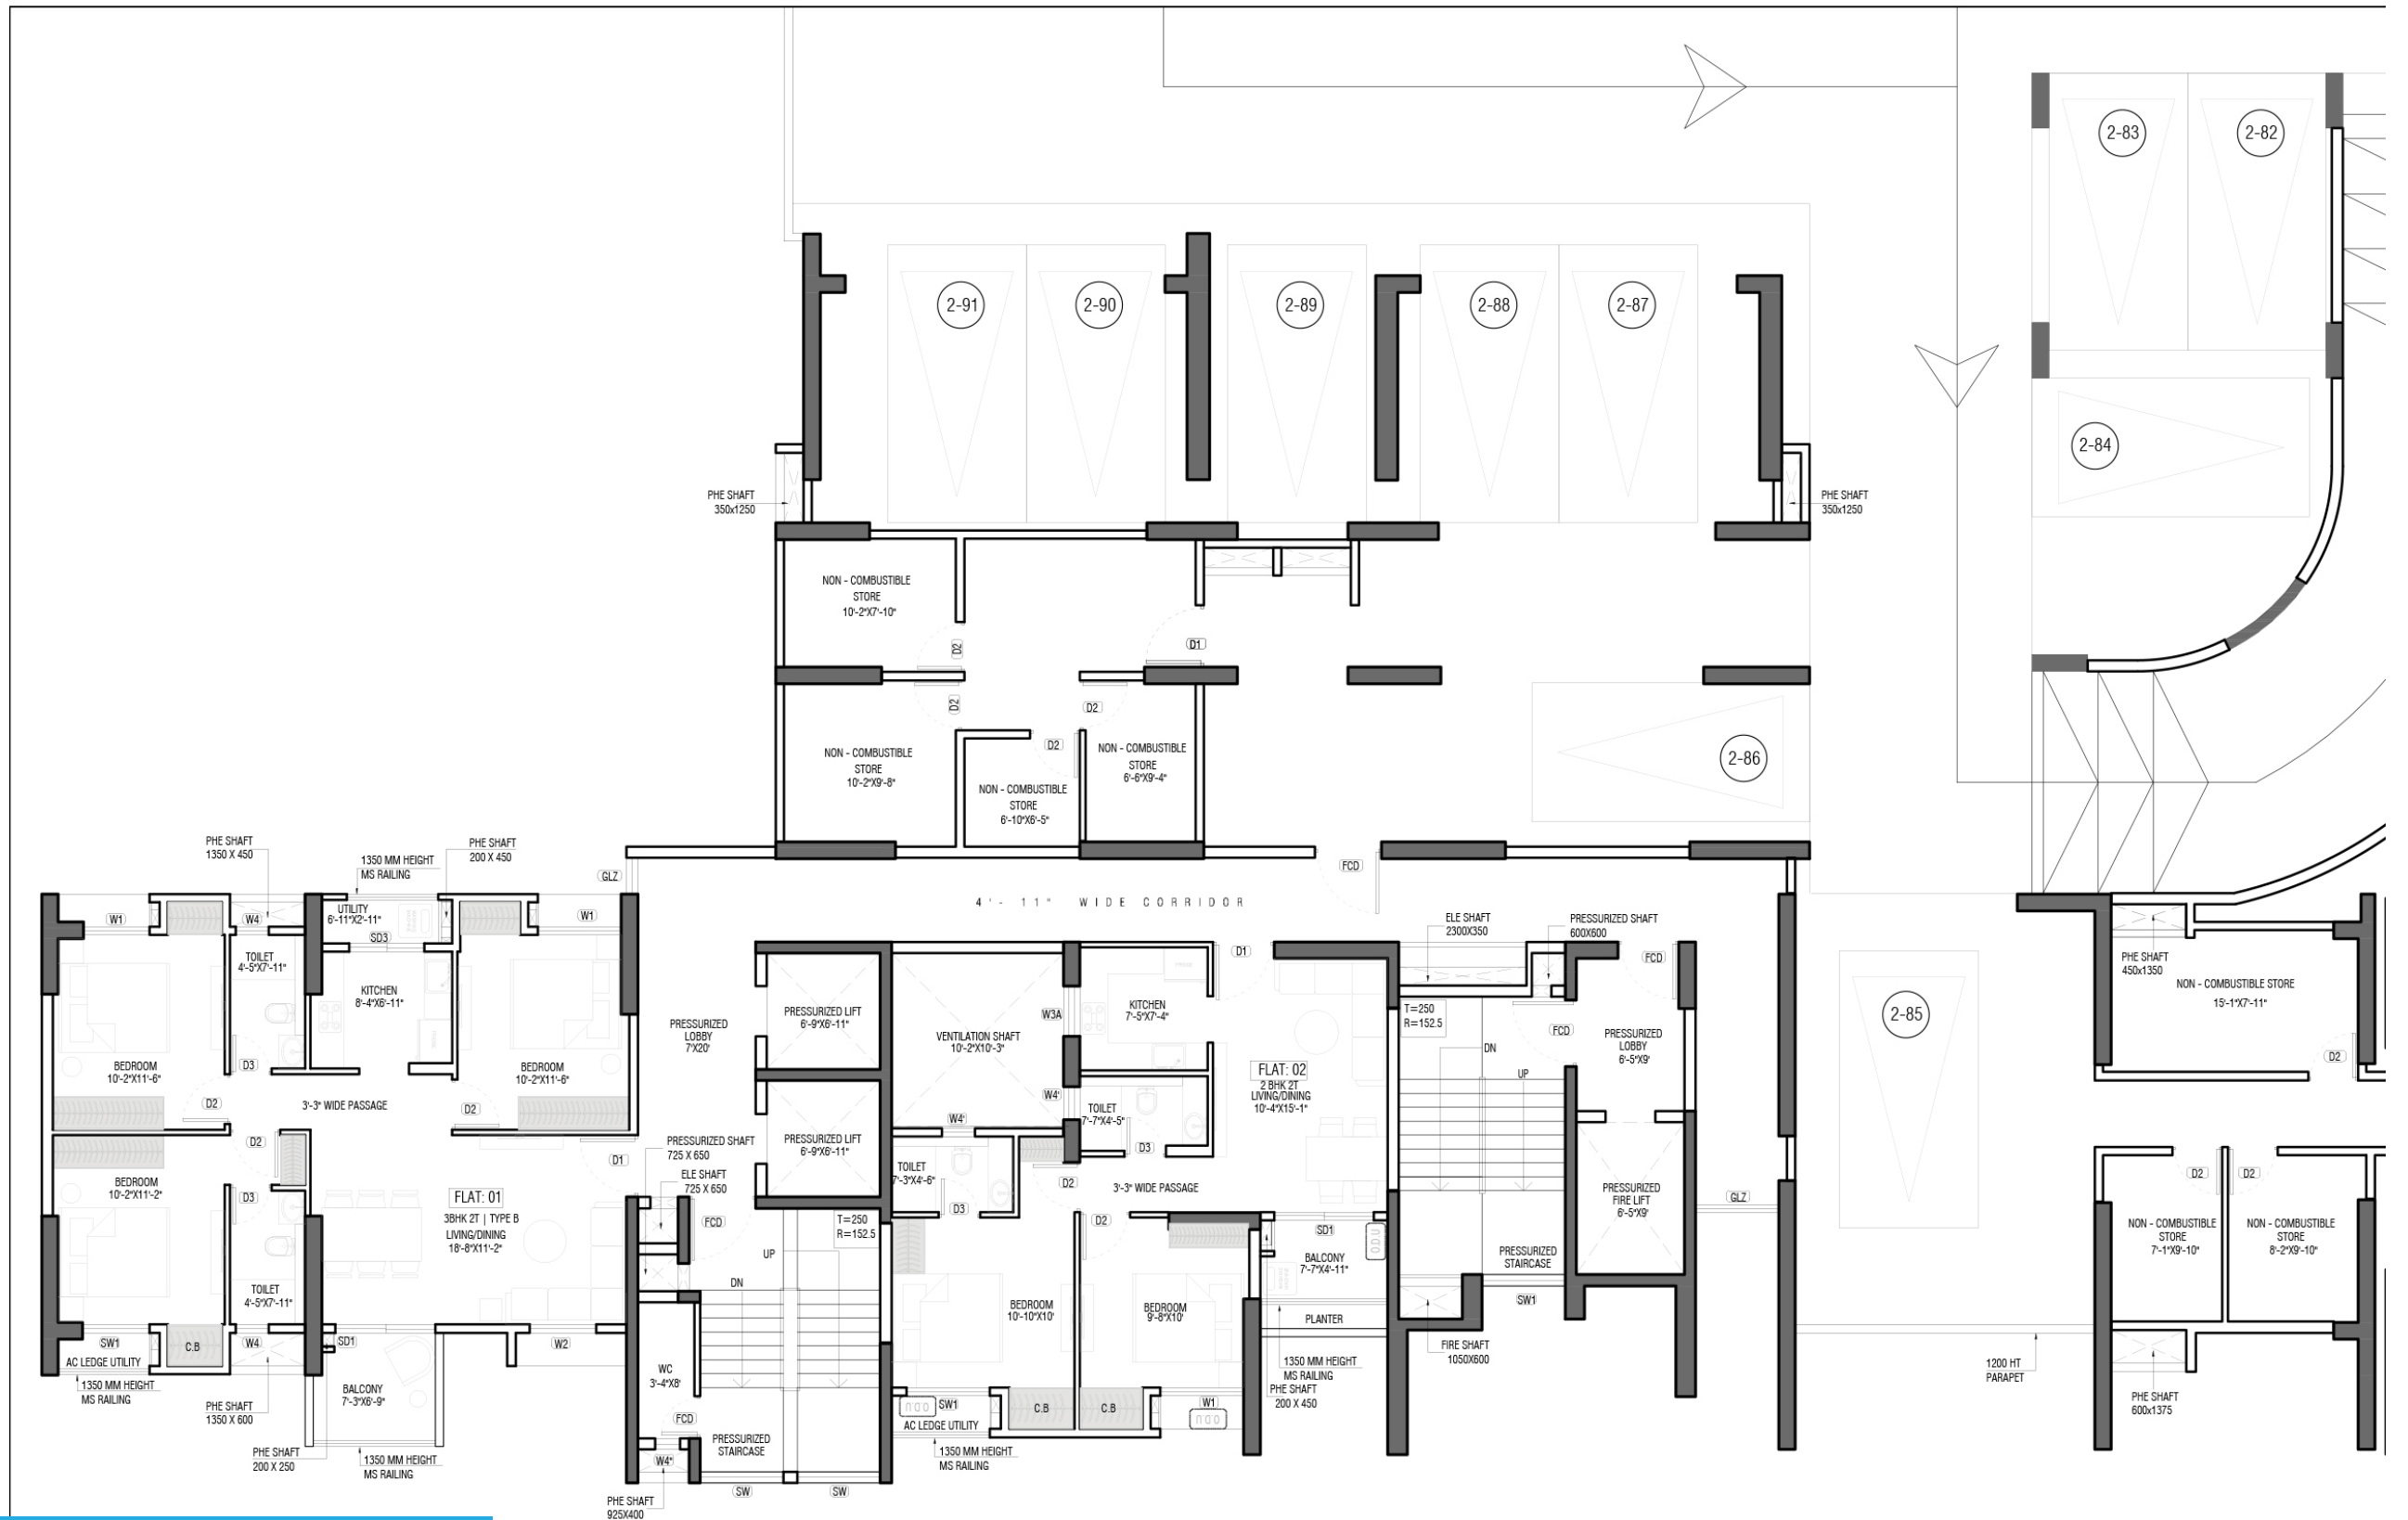 2-83
2-82
2-91
2-90
2-89
2-88
2-87
2-84
PHE SHAFT
350x1250
PHE SHAFT
350x1250
NON - COMBUSTIBLE
STORE
10'-2"X7'-10"
D2
D1
D2
D2
D2
NON - COMBUSTIBLE
STORE
10'-2"X9'-8"
NON - COMBUSTIBLE
STORE
6'-10"X6'-5"
NON - COMBUSTIBLE
STORE
6'-6"X9'-4"
2-86
PHE SHAFT
1350 X 450
1350 MM HEIGHT
MS RAILING
PHE SHAFT
200 X 450
GLZ
FCD
4'- 11" WIDE CORRIDOR
W1
W4
UTILITY
6'-11"X2'-11"
SD3
W1
TOILET
4'-5"X7'-11"
KITCHEN
8'-4"X6'-11"
BEDROOM
10'-2"X11'-6"
D3
BEDROOM
10'-2"X11'-6"
D2
3'-3" WIDE PASSAGE
D2
D2
BEDROOM
10'-2"X11'-2"
D3
D1
FLAT: 01
3BHK 2T | TYPE B
LIVING/DINING
18'-8"X11'-2"
TOILET
4'-5"X7'-11"
SW1
C.B
W4
SD1
W2
AC LEDGE UTILITY
1350 MM HEIGHT
MS RAILING
BALCONY
7'-3"X6'-9"
PHE SHAFT
1350 X 600
PHE SHAFT
200 X 250
1350 MM HEIGHT
MS RAILING
PRESSURIZED
LOBBY
7'X20'
PRESSURIZED LIFT
6'-9"X6'-11"
PRESSURIZED LIFT
6'-9"X6'-11"
PRESSURIZED SHAFT
725 X 650
ELE SHAFT
725 X 650
FCD
T=250
R=152.5
UP
DN
WC
3'-4"X8'
FCD
PRESSURIZED
STAIRCASE
W4*
SW
SW
PHE SHAFT
925X400
VENTILATION SHAFT
10'-2"X10'-3"
W3A
W4'
W4'
KITCHEN
7'-5"X7'-4"
D1
FLAT: 02
2 BHK 2T
LIVING/DINING
10'-4"X15'-1"
TOILET
7'-7"X4'-5"
D3
TOILET
7'-3"X4'-6"
D2
D3
3'-3" WIDE PASSAGE
D2
SD1
BALCONY
7'-7"X4'-11"
BEDROOM
10'-10"X10'
BEDROOM
9'-8"X10'
PLANTER
SW1
C.B
C.B
W1
AC LEDGE UTILITY
1350 MM HEIGHT
MS RAILING
1350 MM HEIGHT
MS RAILING
PHE SHAFT
200 X 450
ELE SHAFT
2300X350
PRESSURIZED SHAFT
600X600
FCD
T=250
R=152.5
FCD
DN
UP
PRESSURIZED
LOBBY
6'-5"X9'
PRESSURIZED
FIRE LIFT
6'-5"X9'
PRESSURIZED
STAIRCASE
SW1
FIRE SHAFT
1050X600
GLZ
2-85
PHE SHAFT
450x1350
NON - COMBUSTIBLE STORE
15'-1"X7'-11"
D2
D2
D2
NON - COMBUSTIBLE
STORE
7'-1"X9'-10"
NON - COMBUSTIBLE
STORE
8'-2"X9'-10"
1200 HT
PARAPET
PHE SHAFT
600x1375